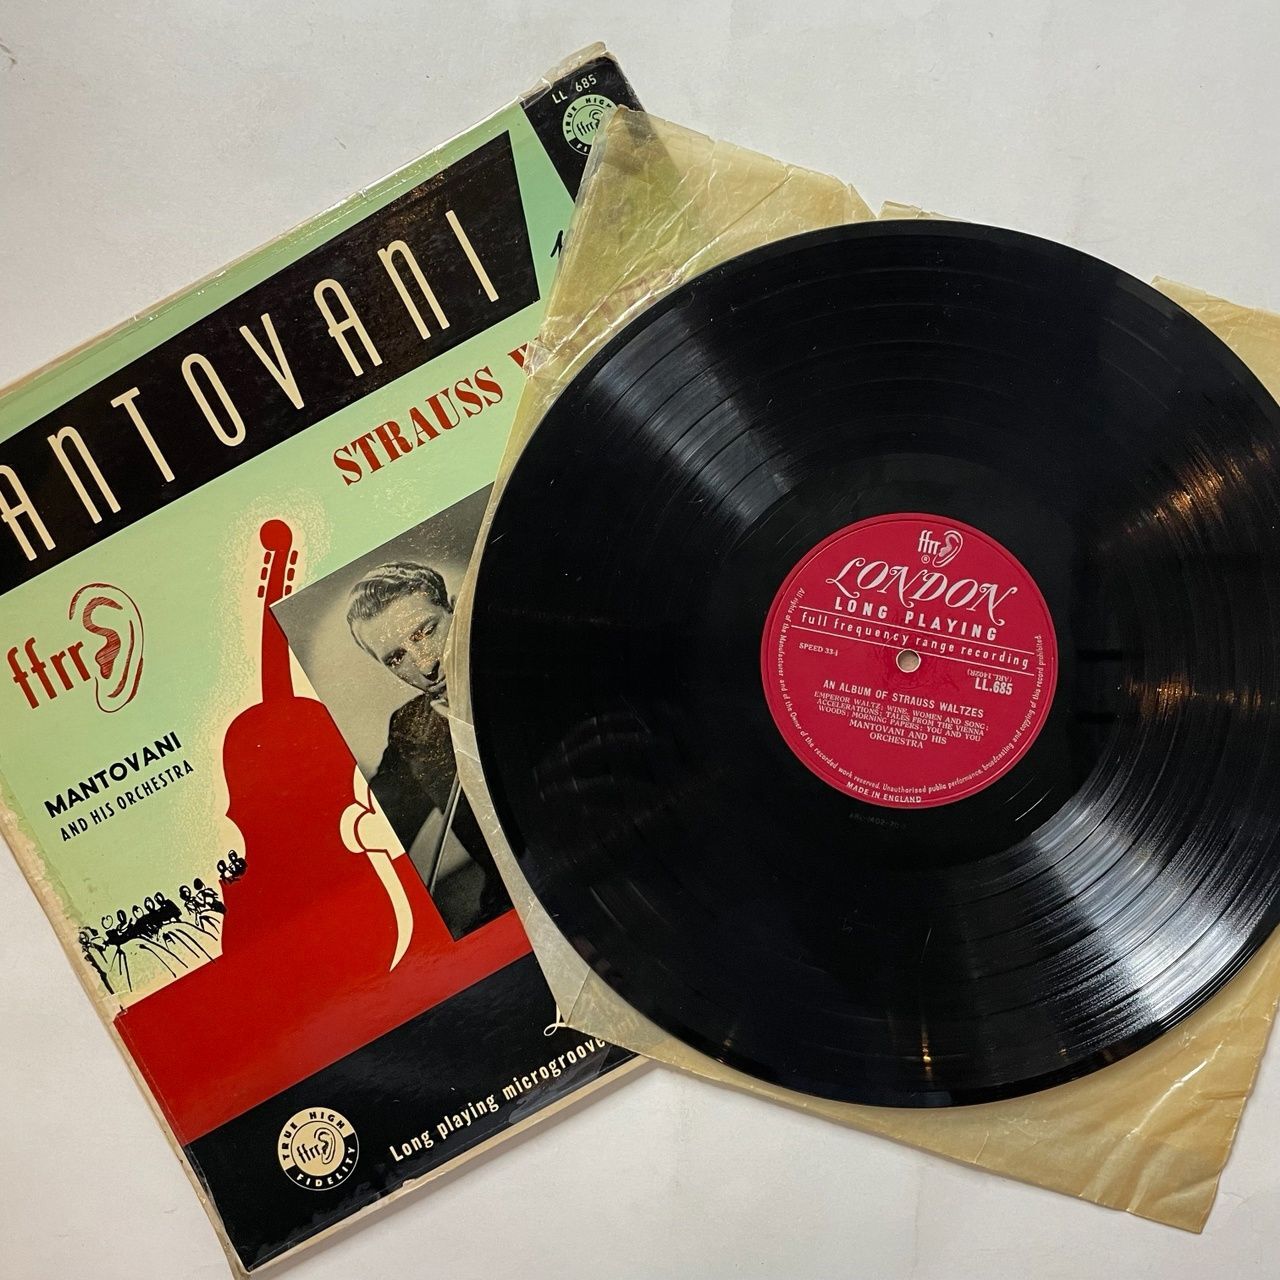 LL 685
TRUE HIGH
ffrr
ANTOVANI
STRAUSS
ffrr
MANTOVANI
AND HIS ORCHESTRA
TRUE HIGH
ffrr
FIDELITY
Long playing microgroove
ffrr
®
LONDON
LONG PLAYING
full frequency range recording
SPEED 33⅓
(ARL-1402R)
LL.685
AN ALBUM OF STRAUSS WALTZES
EMPEROR WALTZ; WINE, WOMEN AND SONG;
ACCELERATIONS; TALES FROM THE VIENNA
WOODS; MORNING PAPERS; YOU AND YOU
MANTOVANI AND HIS
ORCHESTRA
All rights of the Manufacturer and of the Owner of the recorded work reserved. Unauthorised public performance, broadcasting and copying of this record prohibited.
MADE IN ENGLAND